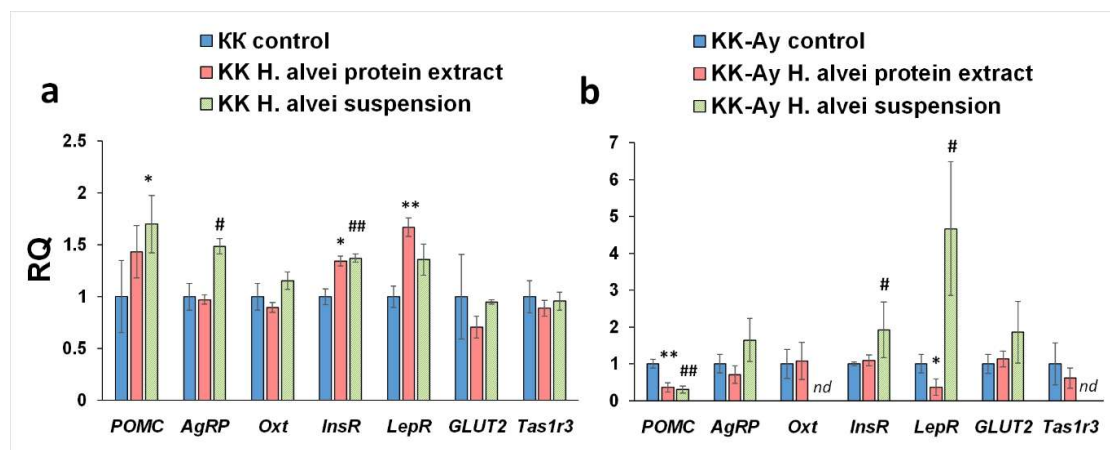 KK control
KK H. alvei protein extract
KK H. alvei suspension
a
2.5
2
1.5
1
0.5
0
RQ
*
#
*
##
**
POMC AgRP Oxt InsR LepR GLUT2 Tas1r3
KK-Ay control
KK-Ay H. alvei protein extract
KK-Ay H. alvei suspension
b
7
6
5
4
3
2
1
0
**
##
nd
#
*
#
nd
POMC AgRP Oxt InsR LepR GLUT2 Tas1r3